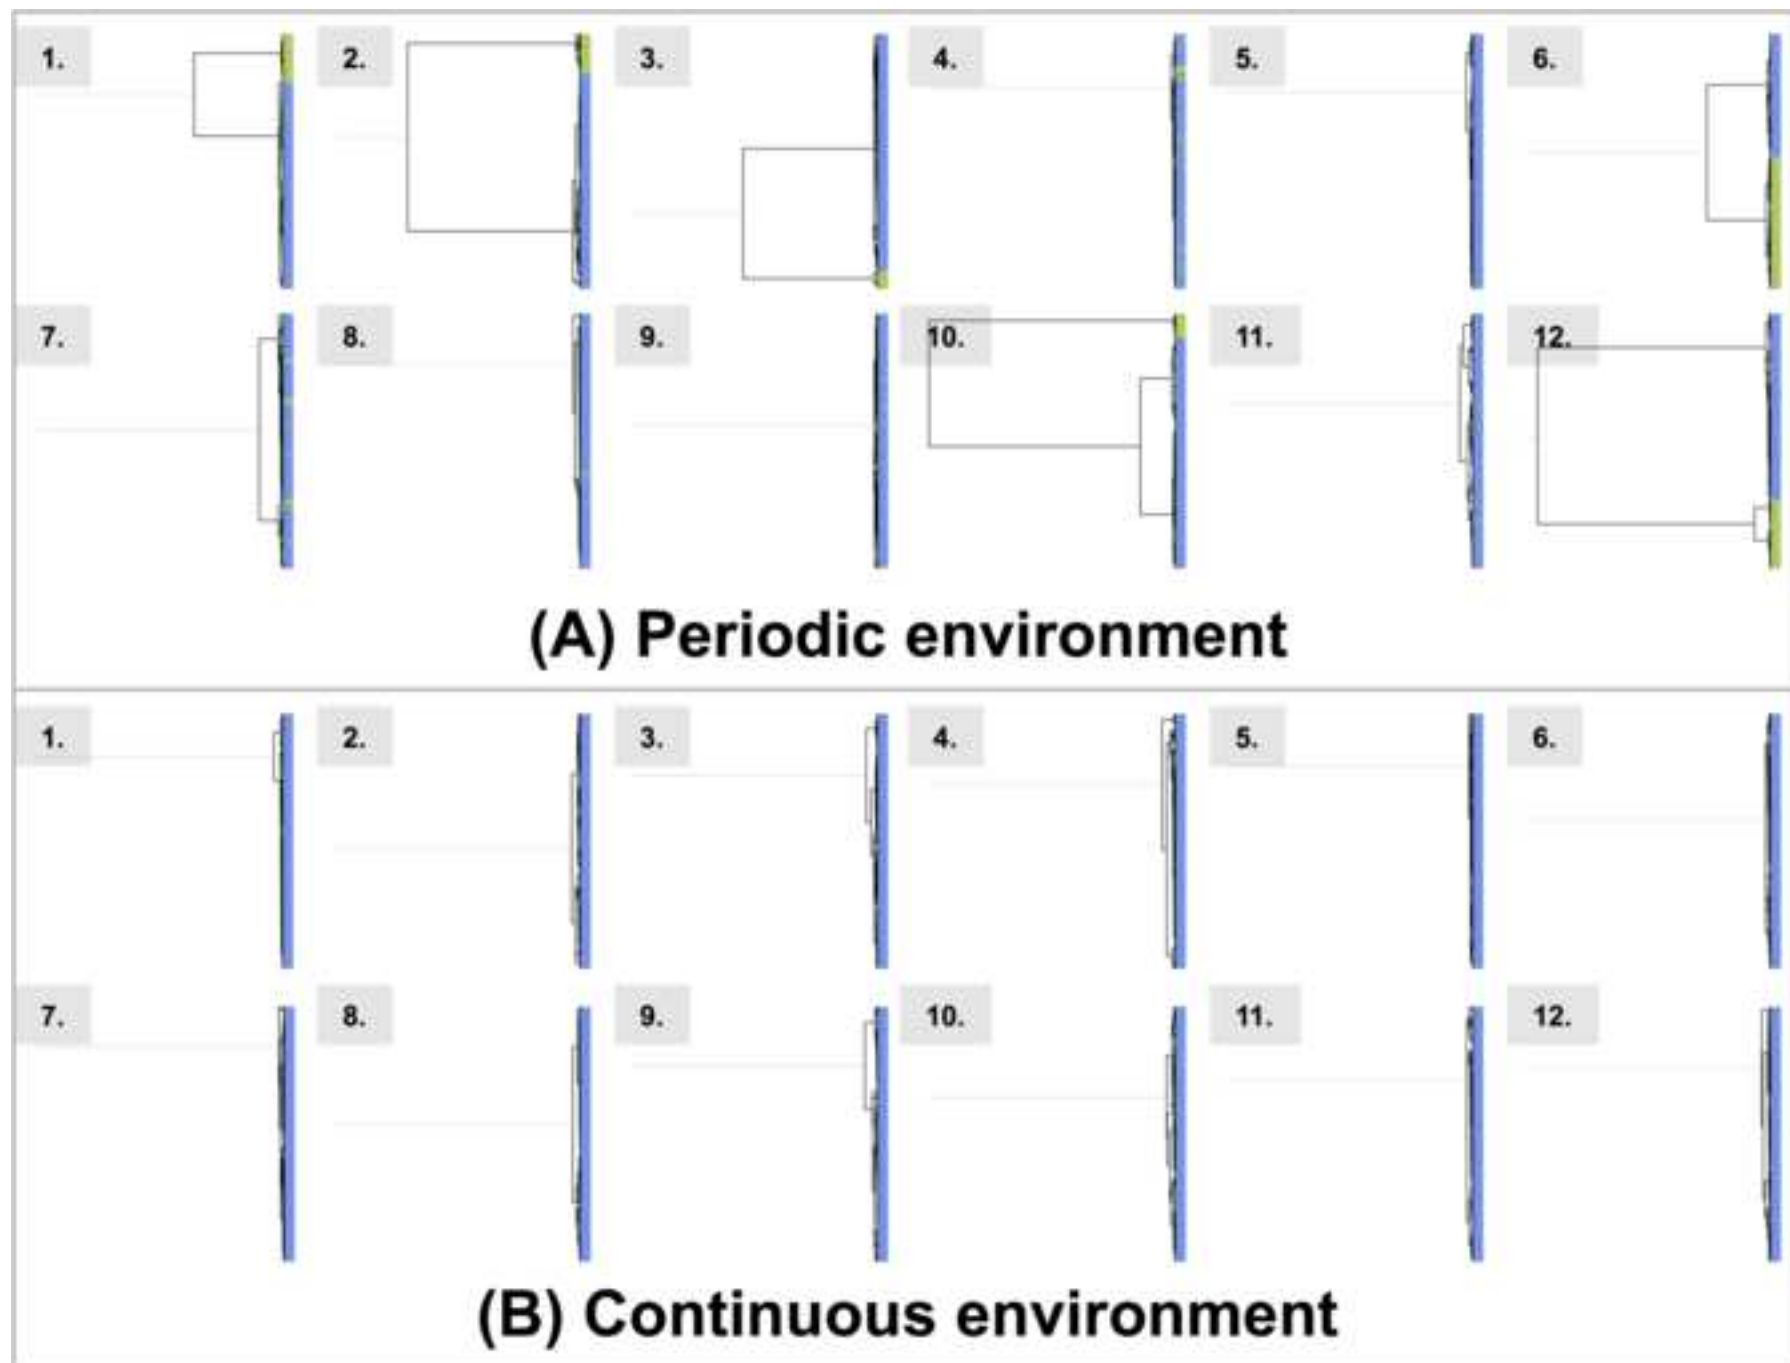 1. 2. 3. 4. 5. 6.
7. 8. 9. 10. 11. 12.
(A) Periodic environment
1. 2. 3. 4. 5. 6.
7. 8. 9. 10. 11. 12.
(B) Continuous environment